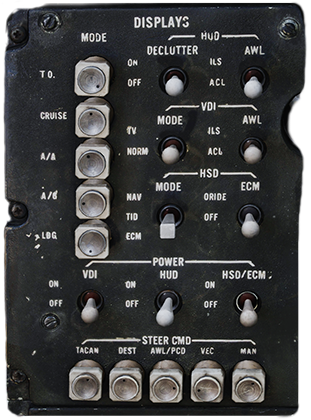 DISPLAYS
MODE HUD
DECLUTTER AWL
T.O. ON ILS
OFF ACL
CRUISE VDI
MODE AWL
TV ILS
A/A NORM ACL
HSD
MODE ECM
A/G NAV ORIDE
TID OFF
LDG ECM
POWER
VDI HUD HSD/ECM
ON ON ON
OFF OFF OFF
STEER CMD
TACAN DEST AWL/PCD VEC MAN